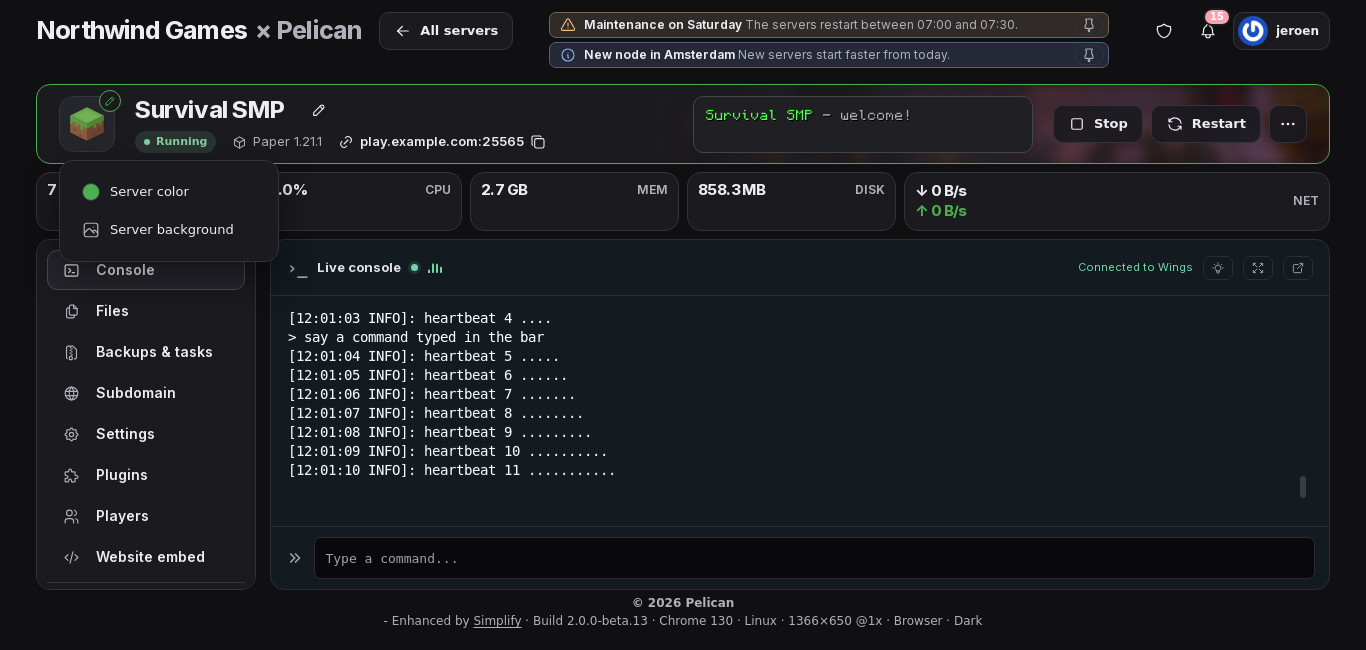 Northwind Games × Pelican
All servers
Maintenance on Saturday The servers restart between 07:00 and 07:30.
New node in Amsterdam New servers start faster from today.
15
jeroen
Survival SMP
Running
Paper 1.21.1
play.example.com:25565
Survival SMP - welcome!
Stop
Restart
Server color
Server background
7
.0%
CPU
2.7 GB
MEM
858.3 MB
DISK
↓ 0 B/s
↑ 0 B/s
NET
Console
Files
Backups & tasks
Subdomain
Settings
Plugins
Players
Website embed
Live console
Connected to Wings
[12:01:03 INFO]: heartbeat 4 ....
> say a command typed in the bar
[12:01:04 INFO]: heartbeat 5 .....
[12:01:05 INFO]: heartbeat 6 ......
[12:01:06 INFO]: heartbeat 7 .......
[12:01:07 INFO]: heartbeat 8 ........
[12:01:08 INFO]: heartbeat 9 .........
[12:01:09 INFO]: heartbeat 10 ..........
[12:01:10 INFO]: heartbeat 11 ...........
Type a command...
© 2026 Pelican
- Enhanced by Simplify · Build 2.0.0-beta.13 · Chrome 130 · Linux · 1366×650 @1x · Browser · Dark